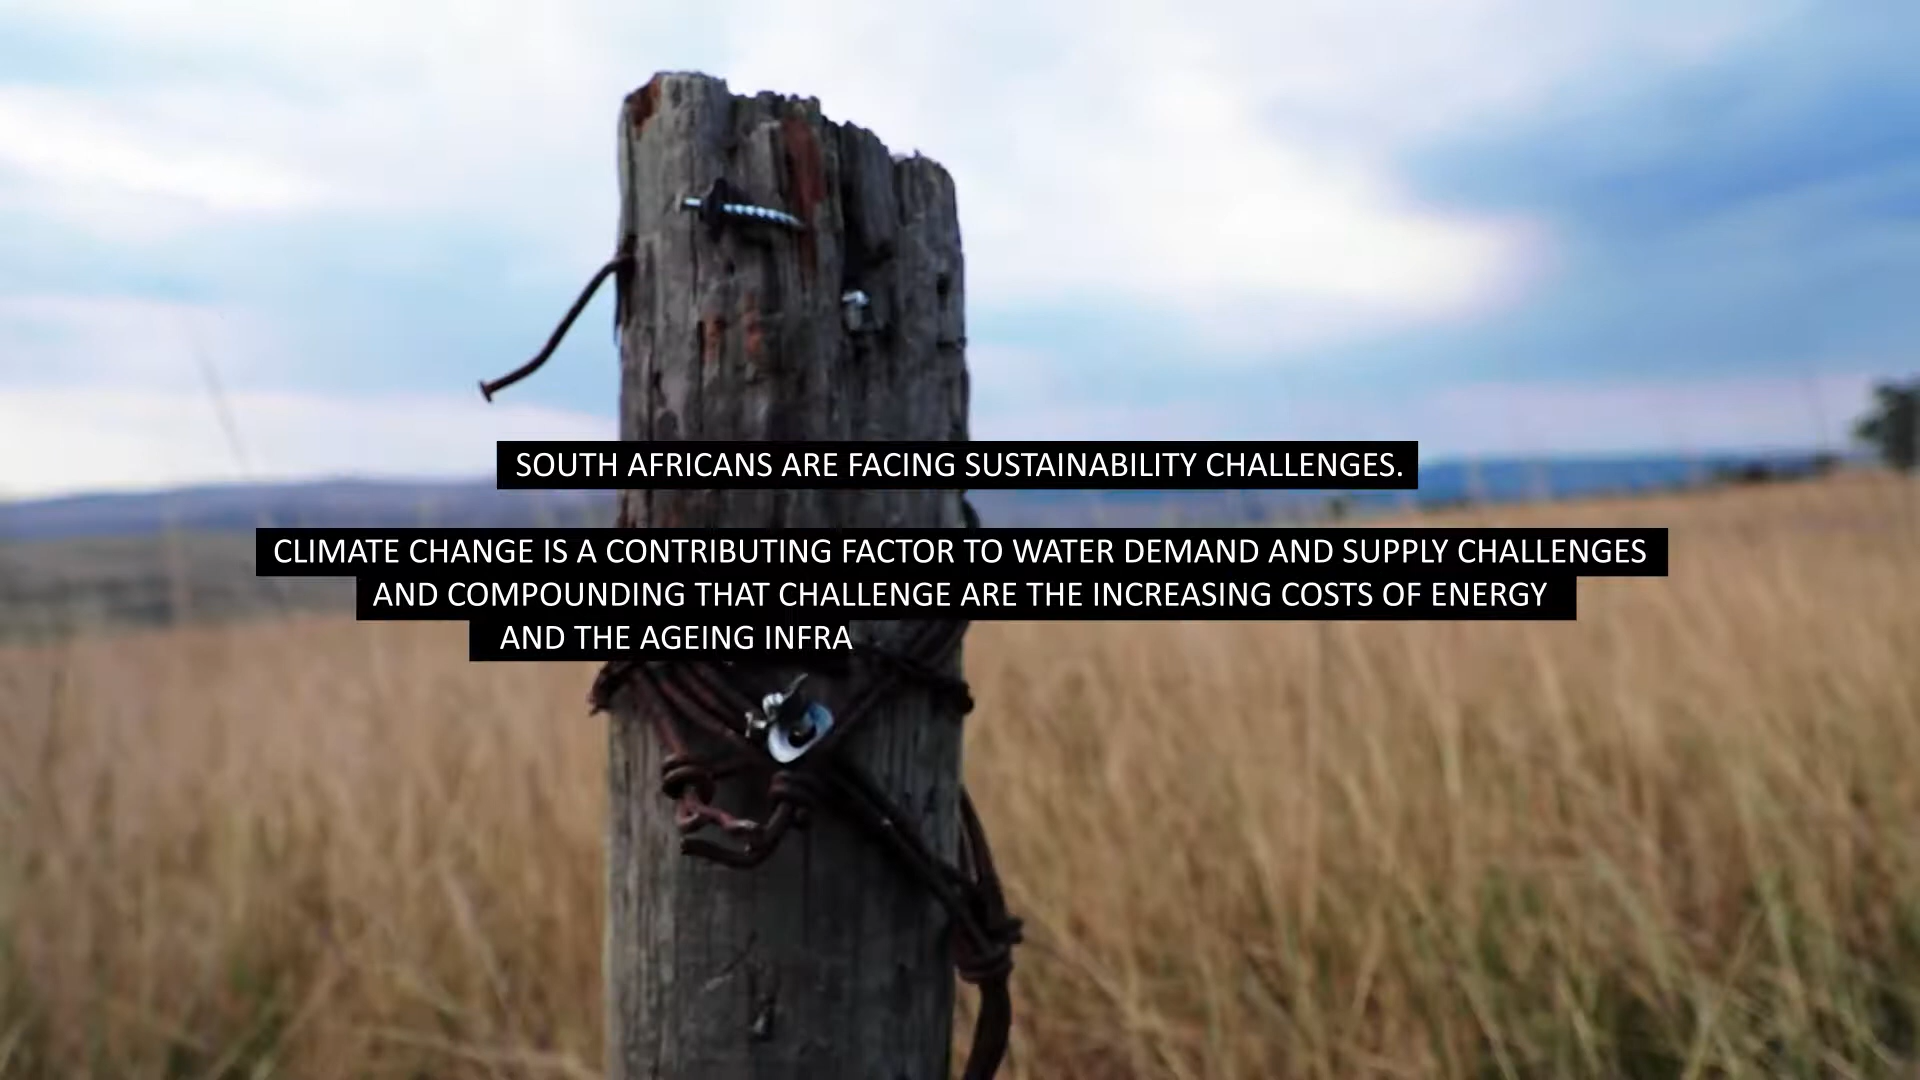 SOUTH AFRICANS ARE FACING SUSTAINABILITY CHALLENGES.
CLIMATE CHANGE IS A CONTRIBUTING FACTOR TO WATER DEMAND AND SUPPLY CHALLENGES
AND COMPOUNDING THAT CHALLENGE ARE THE INCREASING COSTS OF ENERGY
AND THE AGEING INFRA